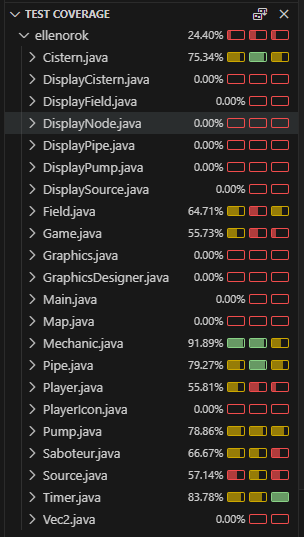 TEST COVERAGE
ellenorok 24.40%
Cistern.java 75.34%
DisplayCistern.java 0.00%
DisplayField.java 0.00%
DisplayNode.java 0.00%
DisplayPipe.java 0.00%
DisplayPump.java 0.00%
DisplaySource.java 0.00%
Field.java 64.71%
Game.java 55.73%
Graphics.java 0.00%
GraphicsDesigner.java 0.00%
Main.java 0.00%
Map.java 0.00%
Mechanic.java 91.89%
Pipe.java 79.27%
Player.java 55.81%
PlayerIcon.java 0.00%
Pump.java 78.86%
Saboteur.java 66.67%
Source.java 57.14%
Timer.java 83.78%
Vec2.java 0.00%